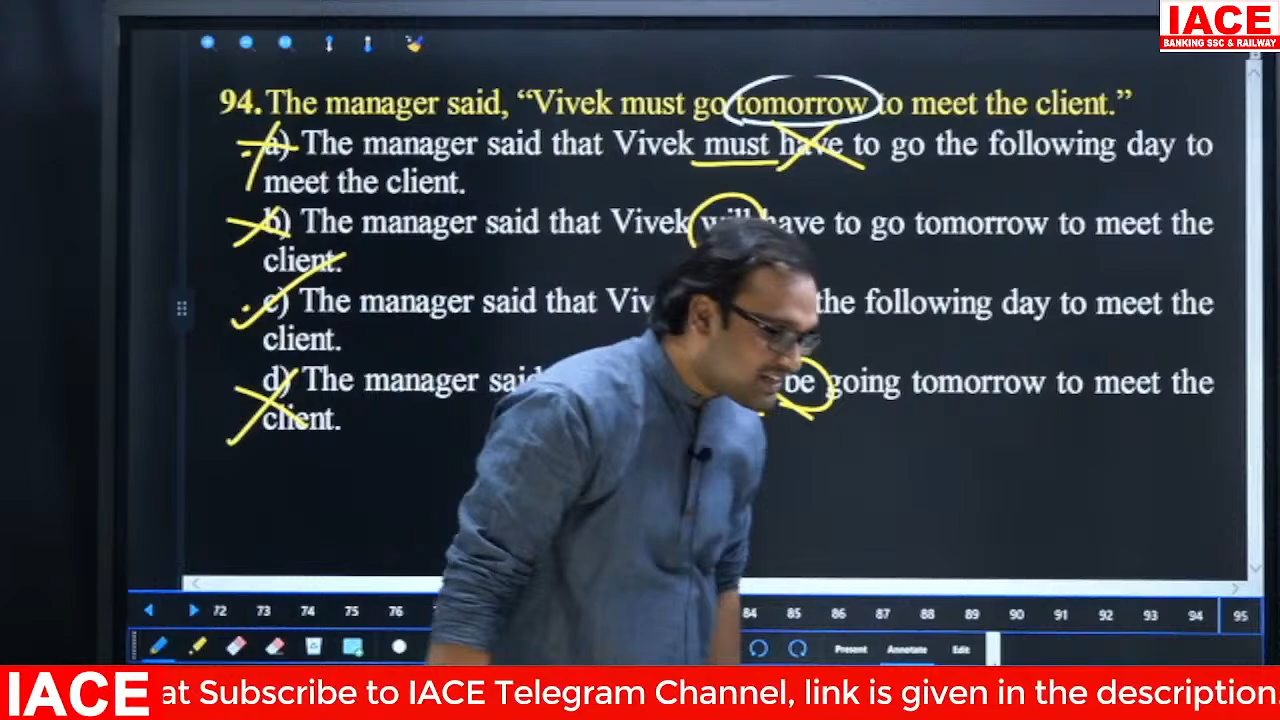 IACE
BANKING SSC & RAILWAY
94. The manager said, “Vivek must go tomorrow to meet the client.”
a) The manager said that Vivek must have to go the following day to
meet the client.
b) The manager said that Vivek will have to go tomorrow to meet the
client.
c) The manager said that the following day to meet the
client.
d) The manager said be going tomorrow to meet the
client.
72 73 74 75 76 84 85 86 87 88 89 90 91 92 93 94 95
Present Annotate Edit
IACE at Subscribe to IACE Telegram Channel, link is given in the description